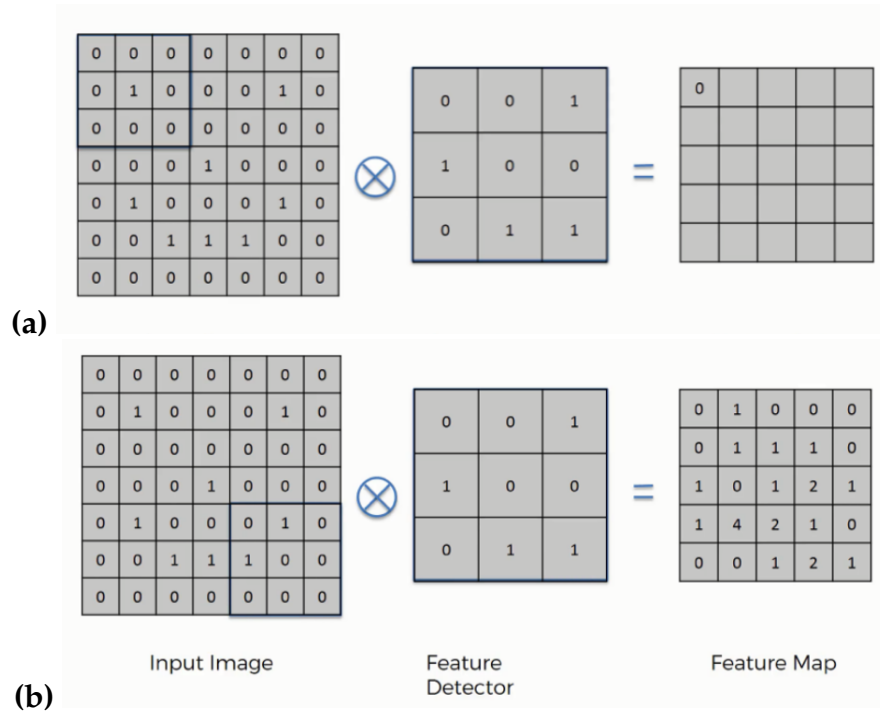 0 0 0 0 0 0 0
0 1 0 0 0 1 0
0 0 0 0 0 0 0
0 0 0 1 0 0 0
0 1 0 0 0 1 0
0 0 1 1 1 0 0
0 0 0 0 0 0 0
0 0 1
1 0 0
0 1 1
=
0
(a)
0 0 0 0 0 0 0
0 1 0 0 0 1 0
0 0 0 0 0 0 0
0 0 0 1 0 0 0
0 1 0 0 0 1 0
0 0 1 1 1 0 0
0 0 0 0 0 0 0
0 0 1
1 0 0
0 1 1
=
0 1 0 0 0
0 1 1 1 0
1 0 1 2 1
1 4 2 1 0
0 0 1 2 1
Input Image
Feature
Detector
Feature Map
(b)